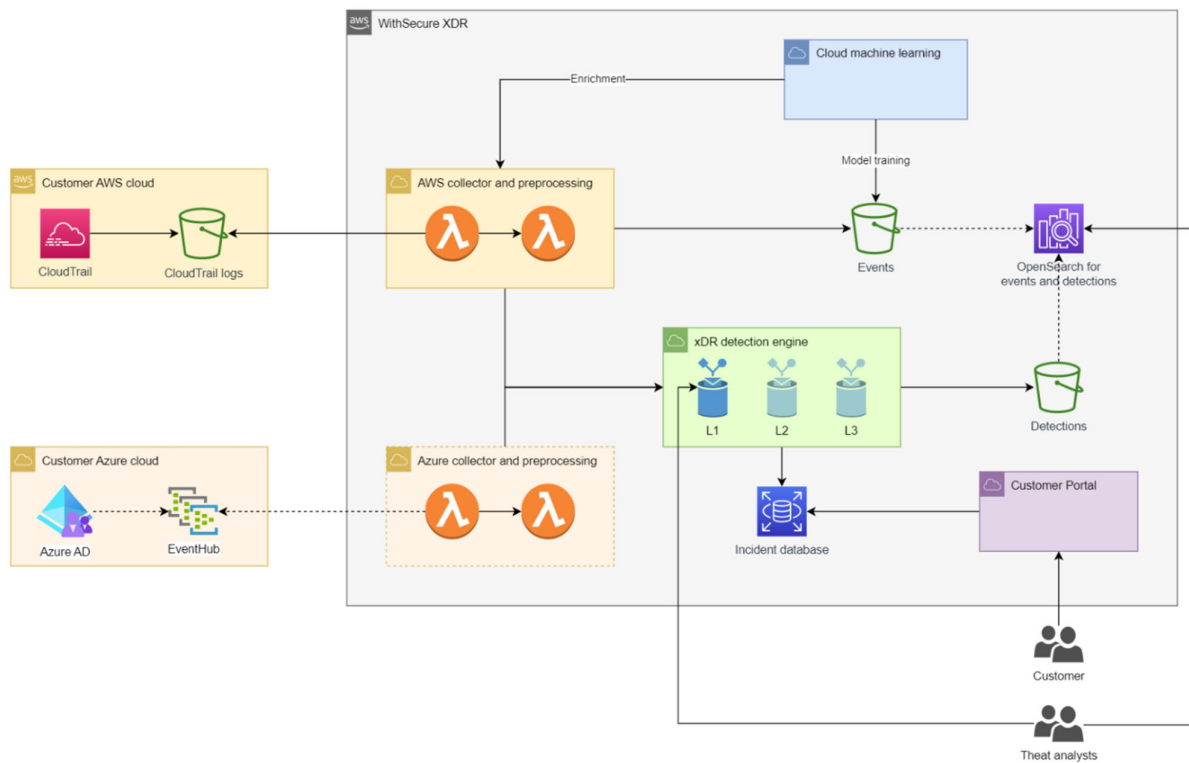 aws
WithSecure XDR
Cloud machine learning
Enrichment
Model training
aws
Customer AWS cloud
CloudTrail
CloudTrail logs
AWS collector and preprocessing
λ
λ
Events
OpenSearch for
events and detections
xDR detection engine
L1
L2
L3
Detections
Customer Azure cloud
Azure AD
EventHub
Azure collector and preprocessing
λ
λ
Incident database
Customer Portal
Customer
Theat analysts